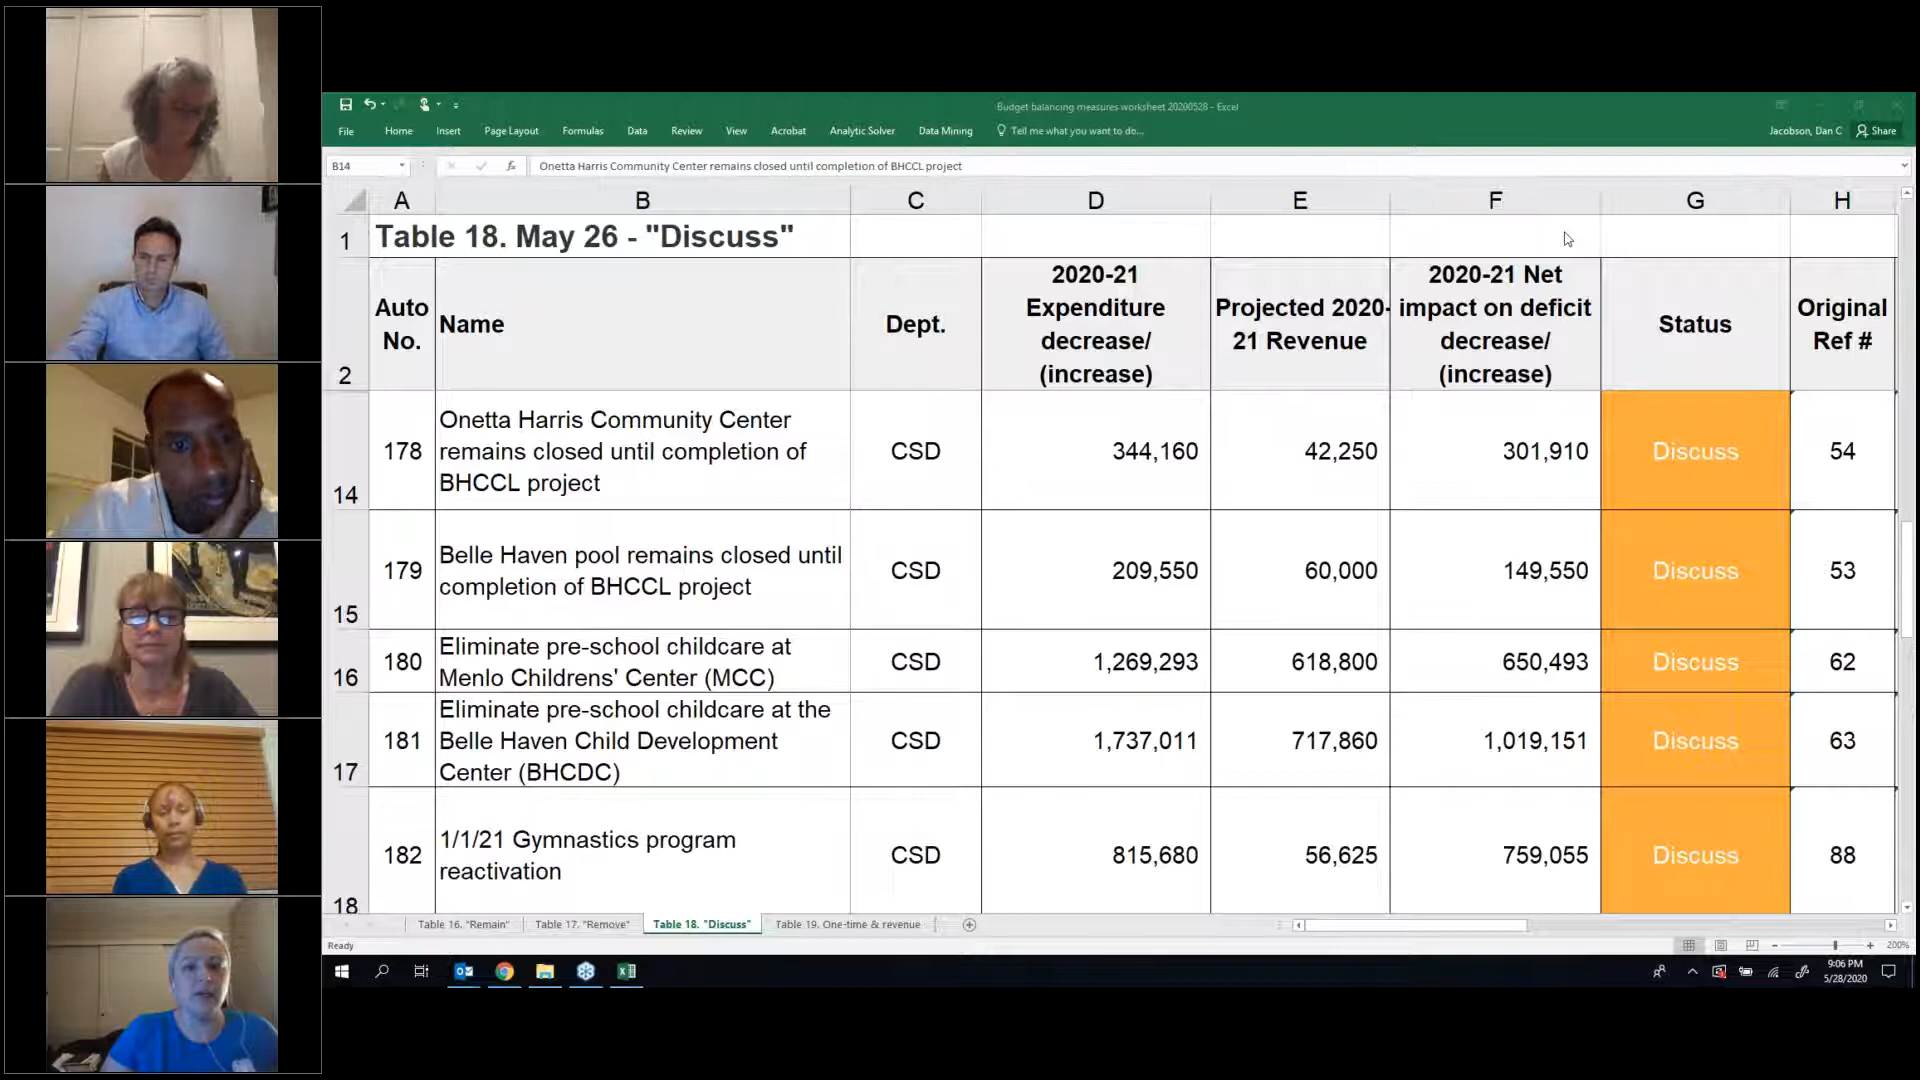 Budget balancing measures worksheet 20200528 - Excel
File Home Insert Page Layout Formulas Data Review View Acrobat Analytic Solver Data Mining Tell me what you want to do... Jacobson, Dan C Share
B14 fx Onetta Harris Community Center remains closed until completion of BHCCL project
A B C D E F G H
1 Table 18. May 26 - "Discuss"
2020-21 2020-21 Net
Auto Expenditure Projected 2020- impact on deficit Original
Name Dept. Status
No. decrease/ 21 Revenue decrease/ Ref #
2 (increase) (increase)
Onetta Harris Community Center
178 remains closed until completion of CSD 344,160 42,250 301,910 Discuss 54
14 BHCCL project
Belle Haven pool remains closed until
179 CSD 209,550 60,000 149,550 Discuss 53
15 completion of BHCCL project
Eliminate pre-school childcare at
16 180 CSD 1,269,293 618,800 650,493 Discuss 62
Menlo Childrens' Center (MCC)
Eliminate pre-school childcare at the
181 Belle Haven Child Development CSD 1,737,011 717,860 1,019,151 Discuss 63
17 Center (BHCDC)
1/1/21 Gymnastics program
182 CSD 815,680 56,625 759,055 Discuss 88
reactivation
18
Table 16. "Remain" Table 17. "Remove" Table 18. "Discuss" Table 19. One-time & revenue
Ready 200%
9:06 PM
5/28/2020